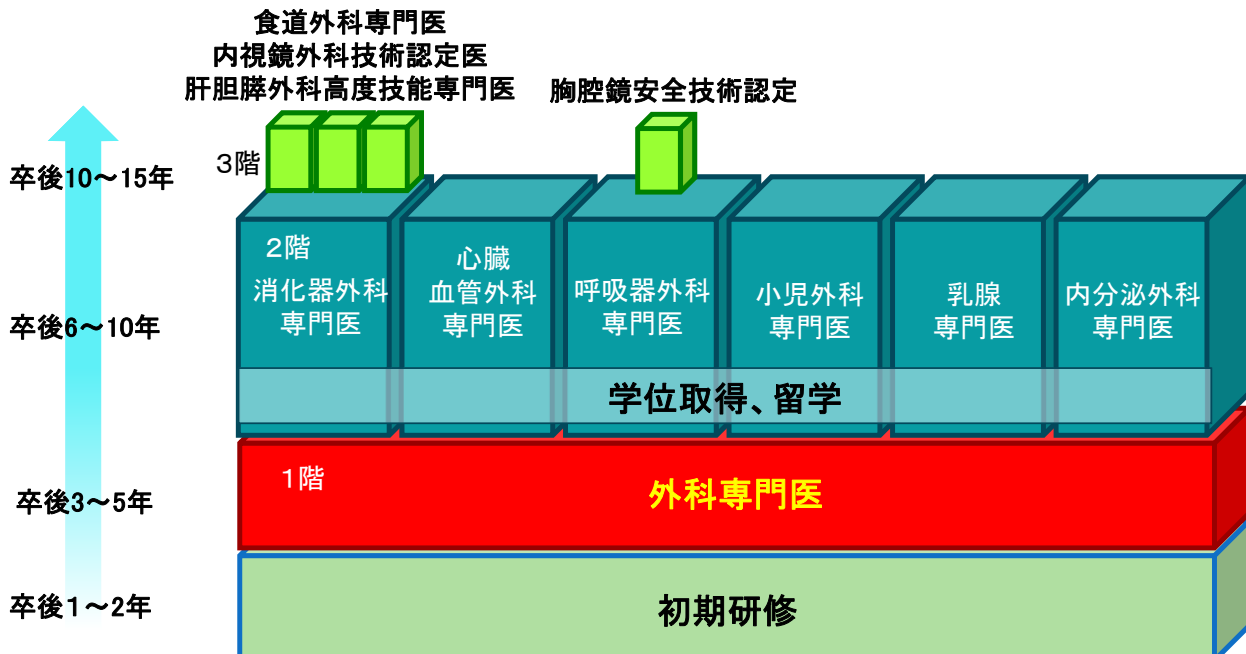 食道外科専門医
内視鏡外科技術認定医
肝胆膵外科高度技能専門医
胸腔鏡安全技術認定
3階
卒後10～15年
2階
消化器外科
専門医
心臓
血管外科
専門医
呼吸器外科
専門医
小児外科
専門医
乳腺
専門医
内分泌外科
専門医
卒後6～10年
学位取得、留学
1階
外科専門医
卒後3～5年
初期研修
卒後1～2年